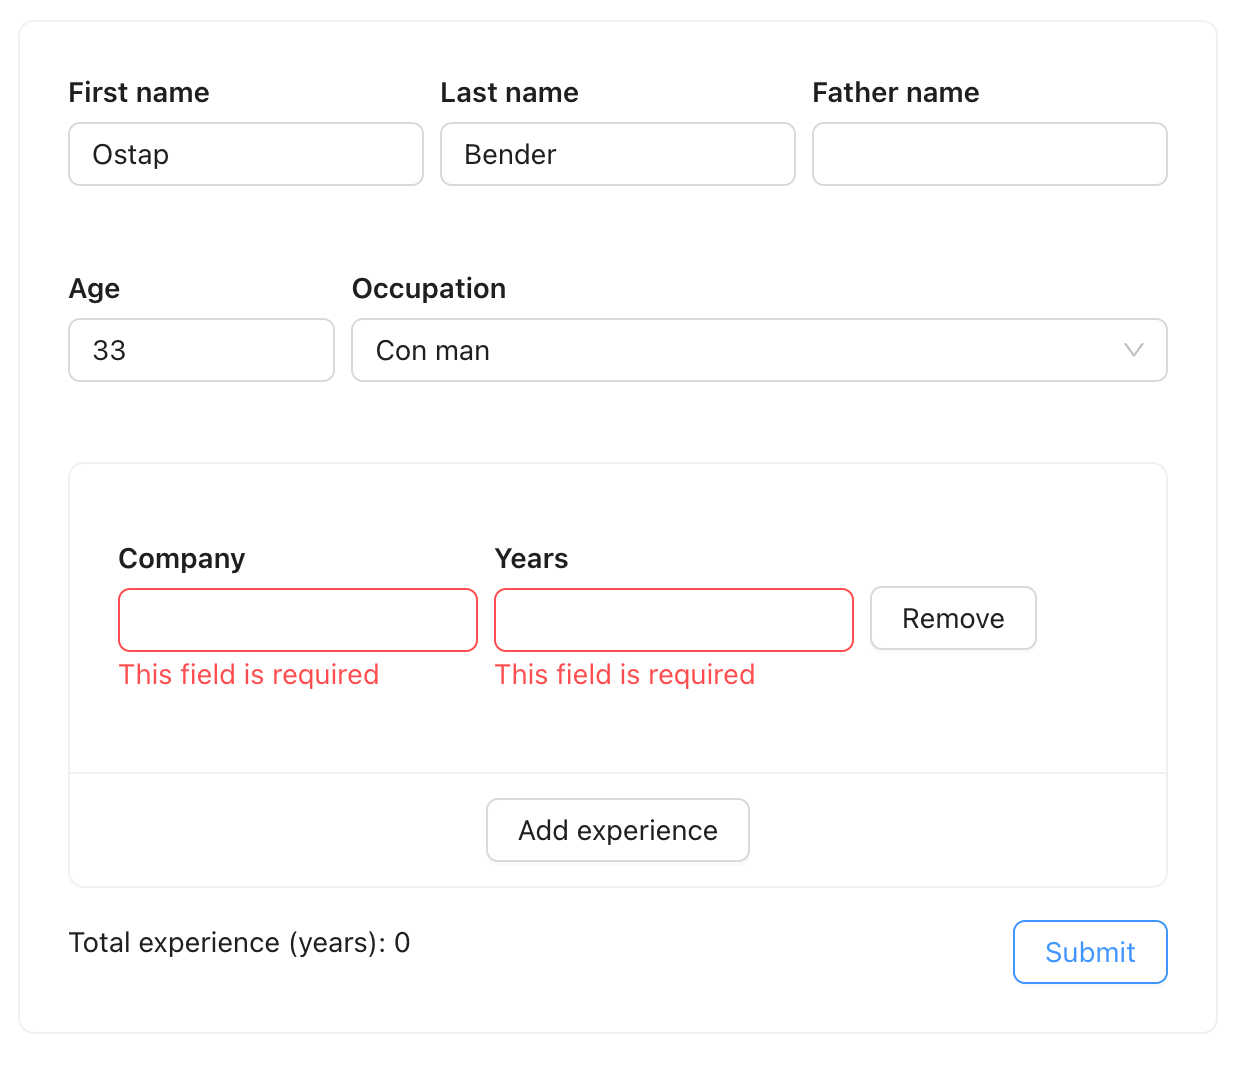 First name Last name Father name
Ostap Bender
Age Occupation
33 Con man
Company Years
Remove
This field is required This field is required
Add experience
Total experience (years): 0
Submit